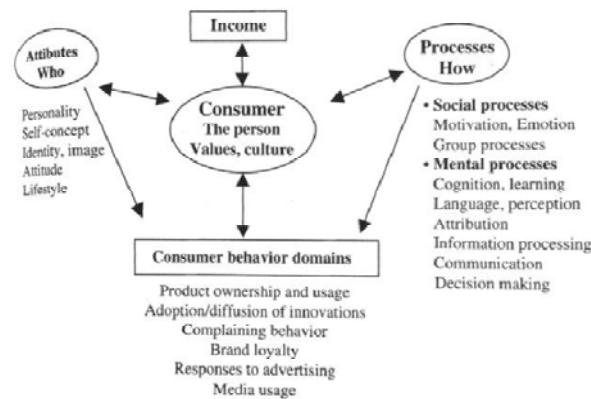 Income
Attibutes
Who
Processes
How
Consumer
The person
Values, culture
Personality
Self-concept
Identity, image
Attitude
Lifestyle
• Social processes
Motivation, Emotion
Group processes
• Mental processes
Cognition, learning
Language, perception
Attribution
Information processing
Communication
Decision making
Consumer behavior domains
Product ownership and usage
Adoption/diffusion of innovations
Complaining behavior
Brand loyalty
Responses to advertising
Media usage